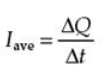 I_ave = ΔQ / Δt